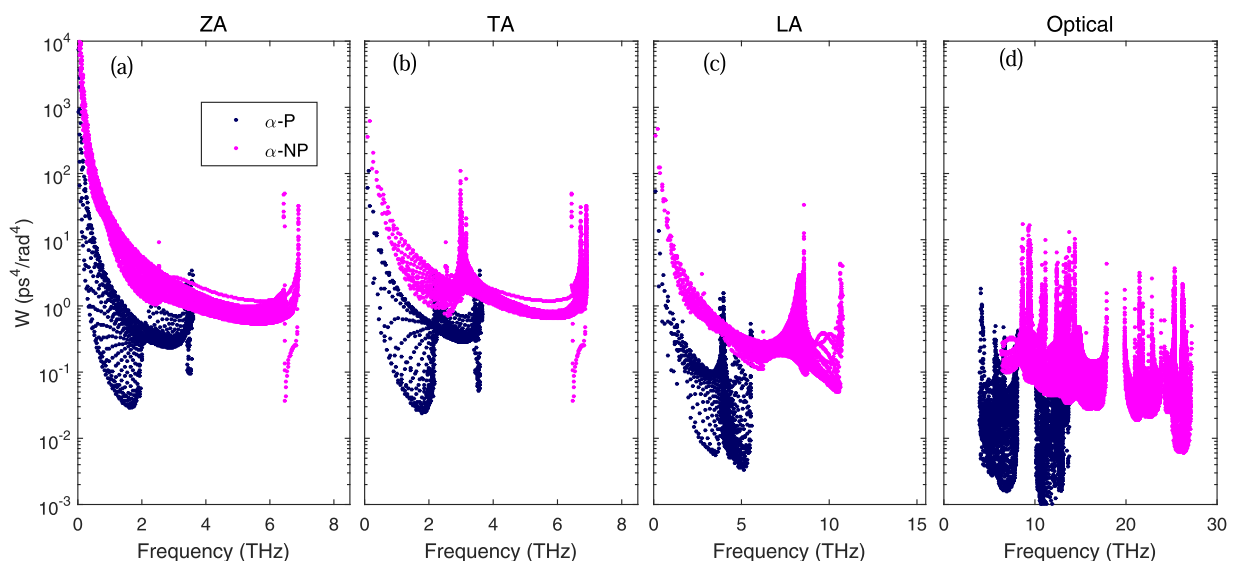 ZA
TA
LA
Optical
(a)
(b)
(c)
(d)
α-P
α-NP
W (ps⁴/rad⁴)
10⁴
10³
10²
10¹
10⁰
10⁻¹
10⁻²
10⁻³
0 2 4 6 8
0 2 4 6 8
0 5 10 15
0 10 20 30
Frequency (THz)
Frequency (THz)
Frequency (THz)
Frequency (THz)